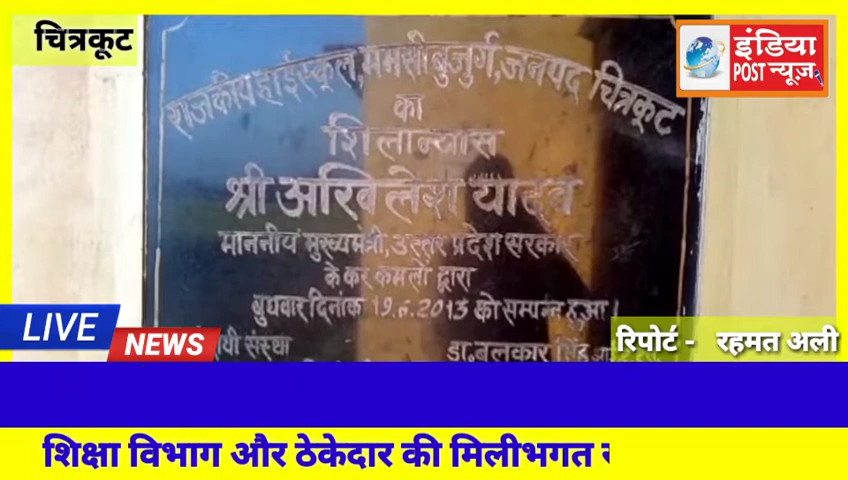 चित्रकूट
इंडिया
POST न्यूज़
राजकीय हाईस्कूल, ममसी बुजुर्ग, जनपद चित्रकूट
का
शिलान्यास
श्री अखिलेश यादव
माननीय मुख्यमंत्री, उत्तर प्रदेश सरकार
के कर कमलों द्वारा
बुधवार दिनांक 19.6.2013 को सम्पन्न हुआ।
संस्था
डा. बलकार सिंह
रिपोर्ट - रहमत अली
LIVE
NEWS
शिक्षा विभाग और ठेकेदार की मिलीभगत